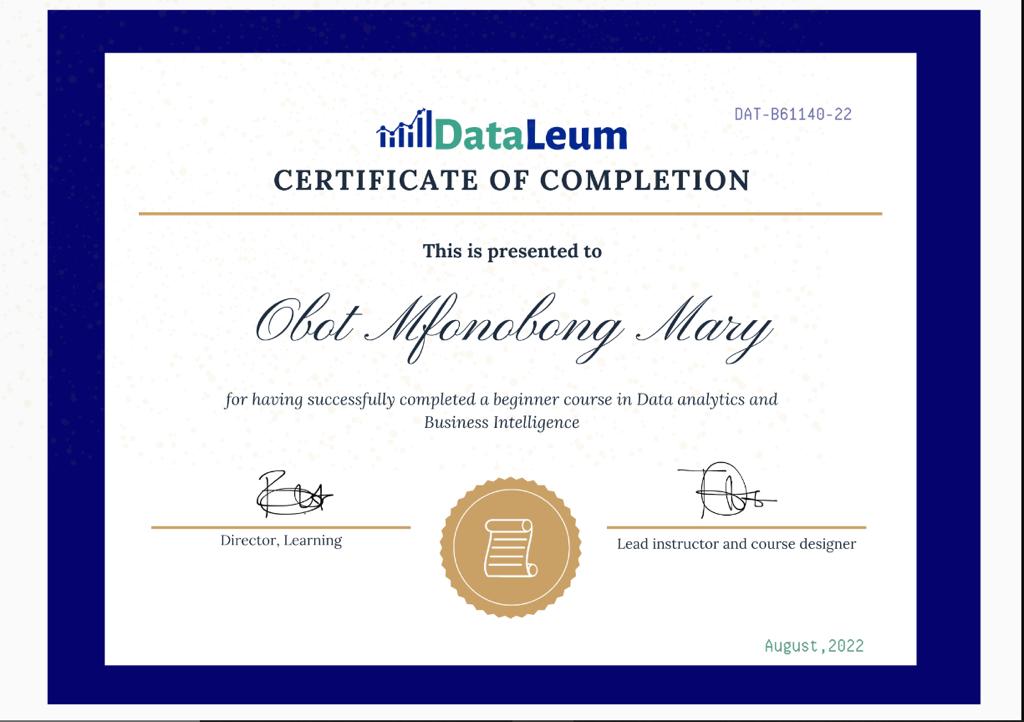 DAT-B61140-22
DataLeum
CERTIFICATE OF COMPLETION
This is presented to
Obot Mfonobong Mary
for having successfully completed a beginner course in Data analytics and
Business Intelligence
Director, Learning
Lead instructor and course designer
August,2022